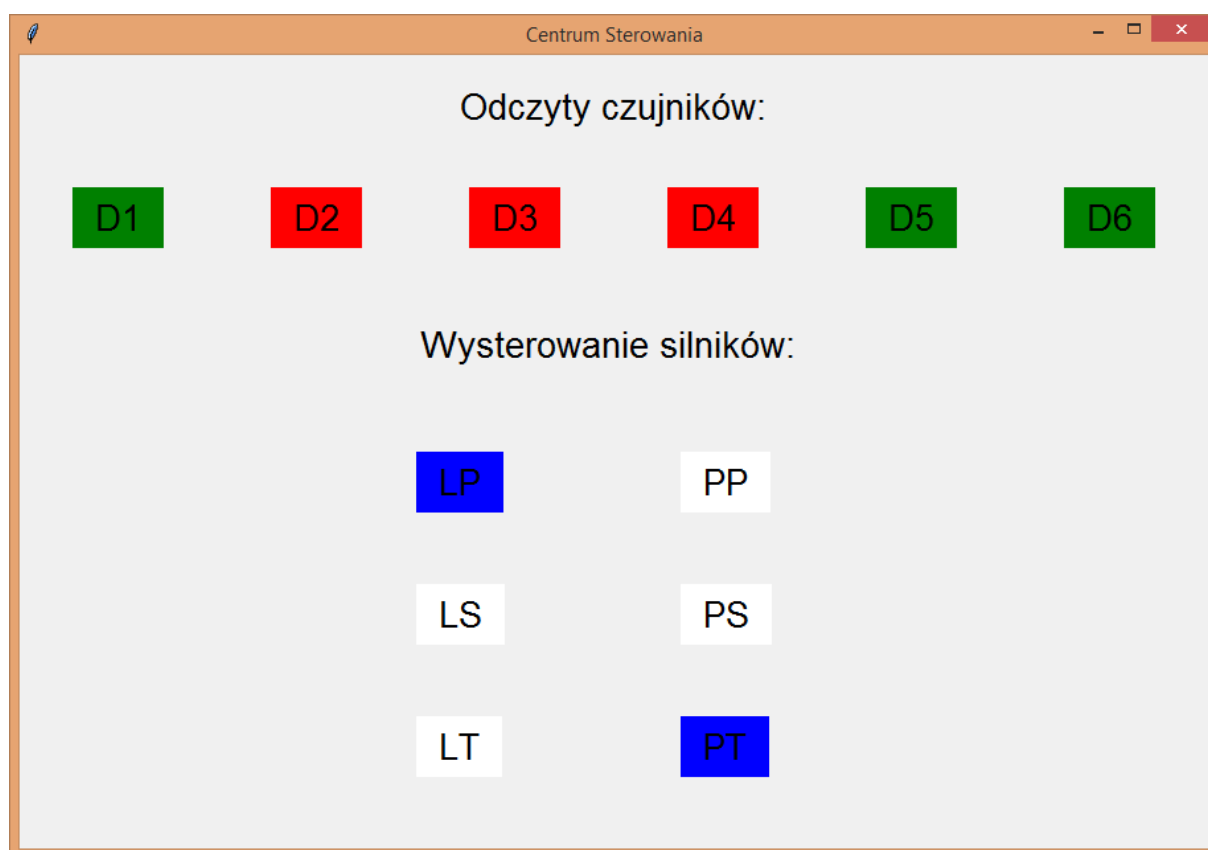 Centrum Sterowania
Odczyty czujników:
D1 D2 D3 D4 D5 D6
Wysterowanie silników:
LP PP
LS PS
LT PT